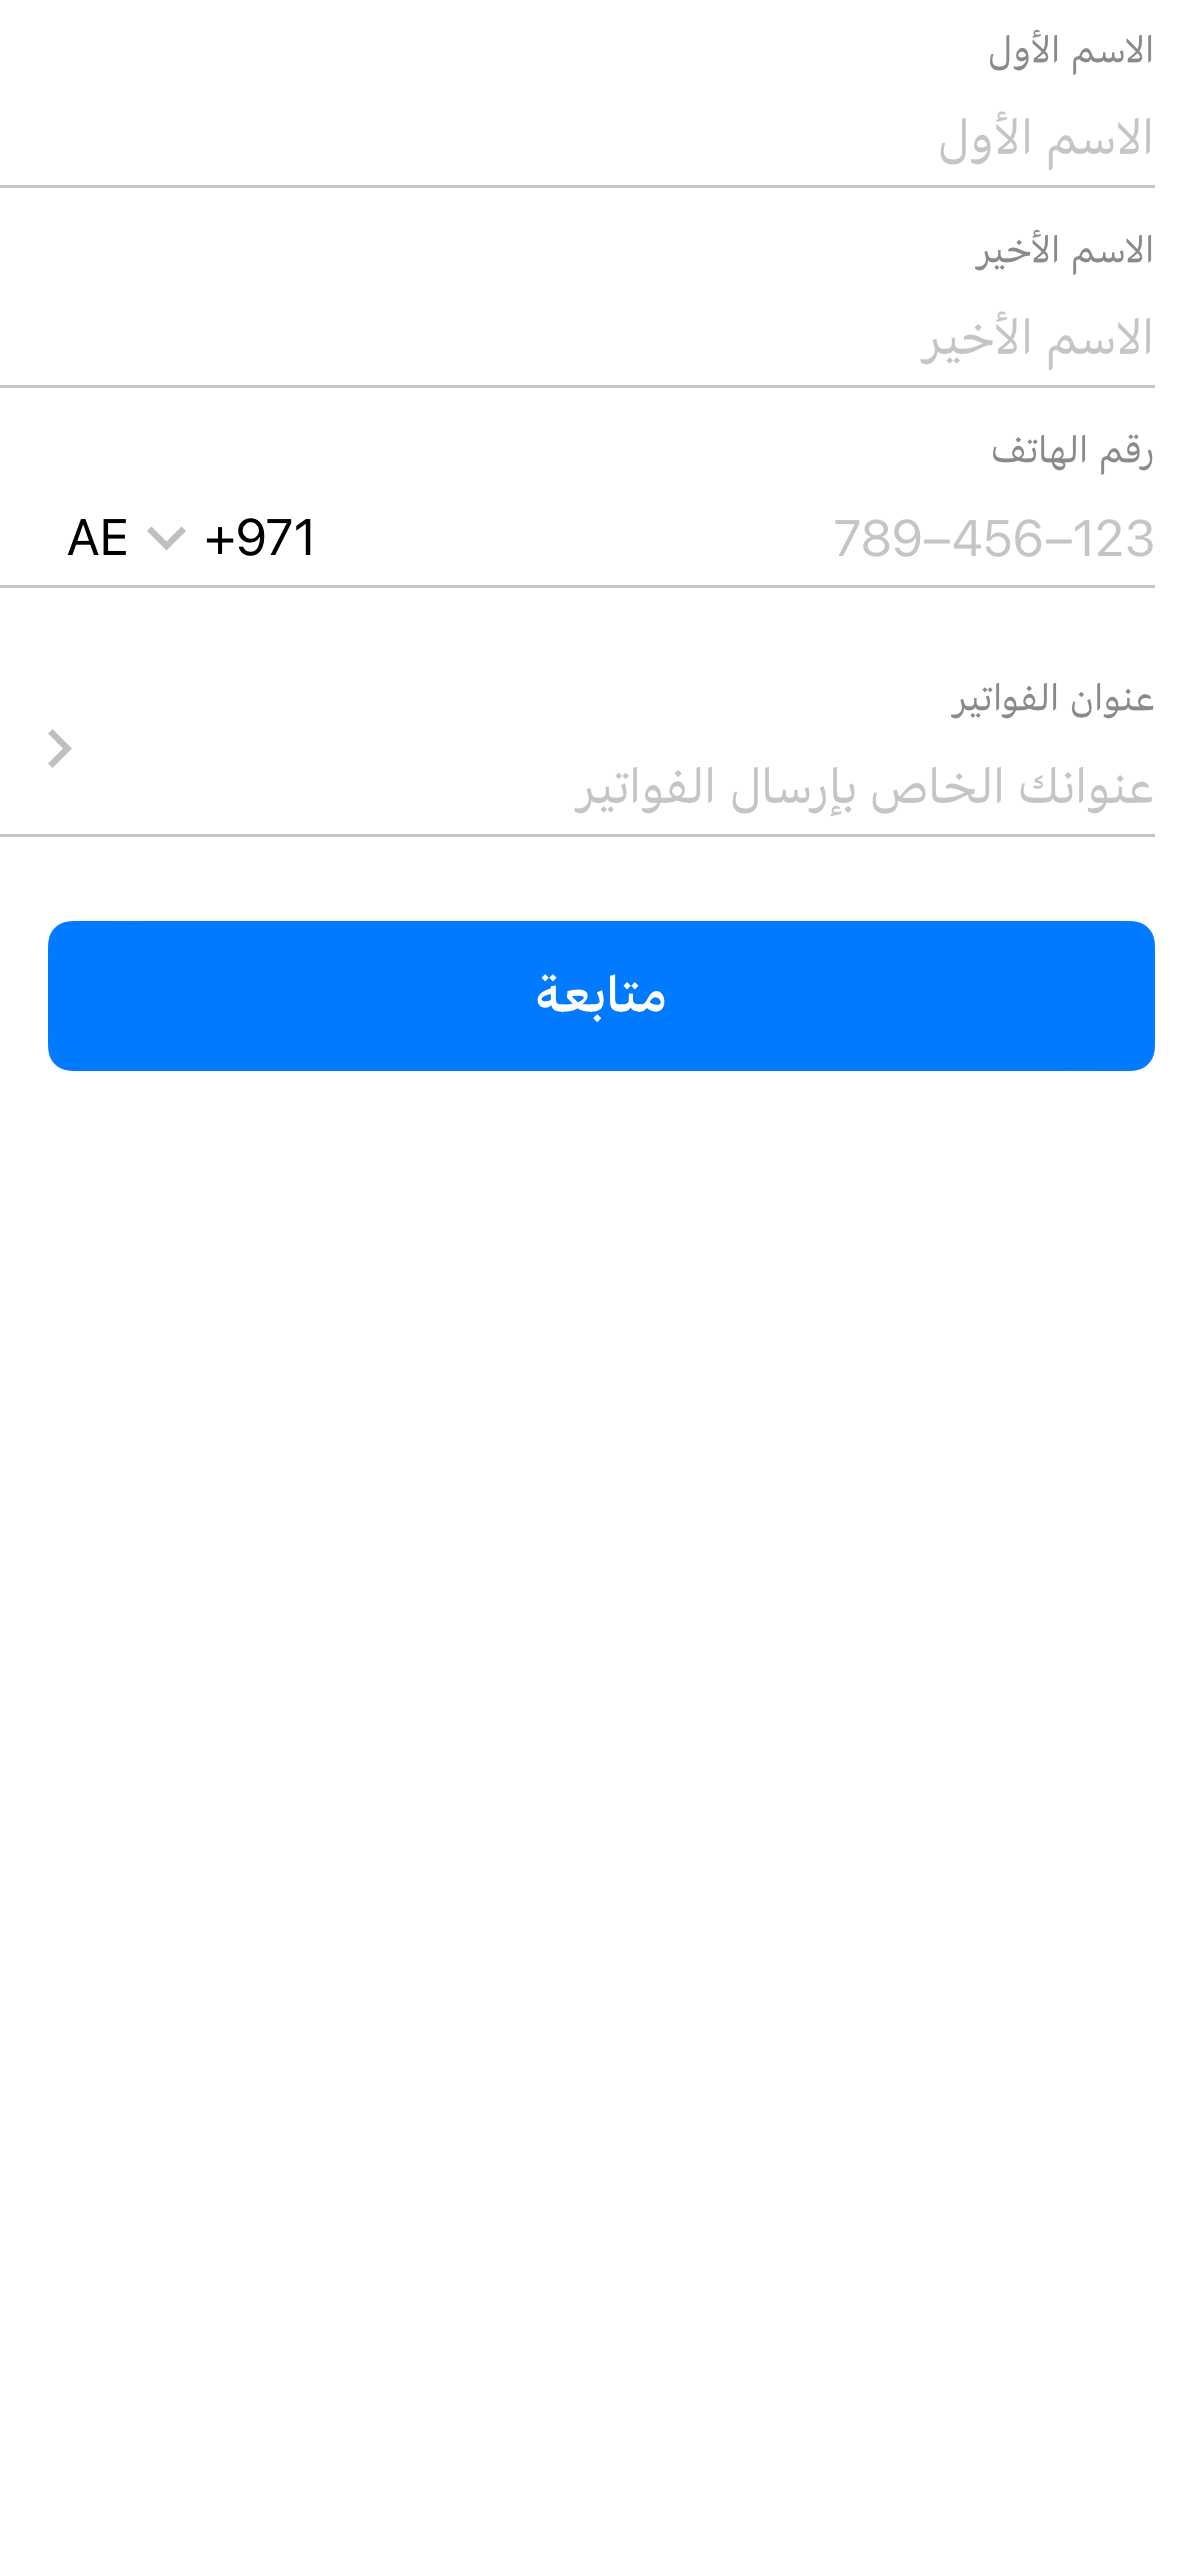 الاسم الأول
الاسم الأول
الاسم الأخير
الاسم الأخير
رقم الهاتف
AE +971 789-456-123
عنوان الفواتير
عنوانك الخاص بإرسال الفواتير
متابعة